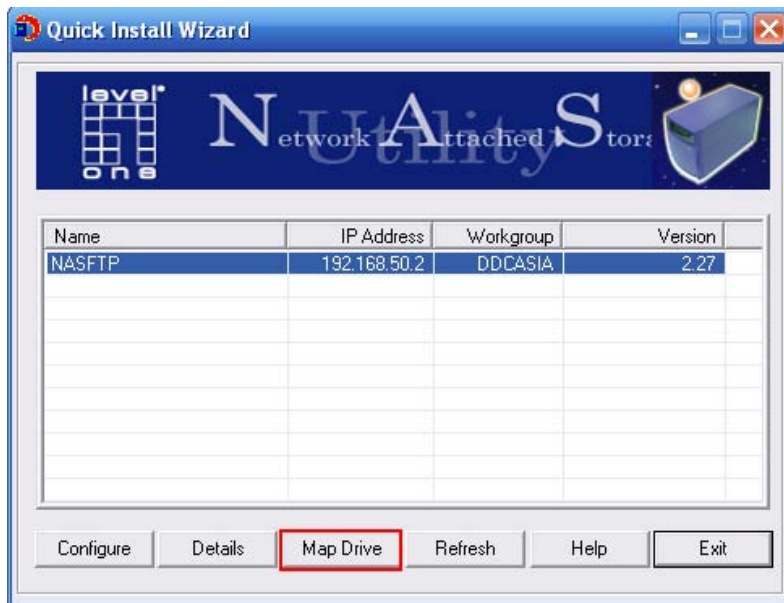 Quick Install Wizard
level one
Network Attached Stora
Utility
Name IP Address Workgroup Version
NASFTP 192.168.50.2 DDCASIA 2.27
Configure Details Map Drive Refresh Help Exit